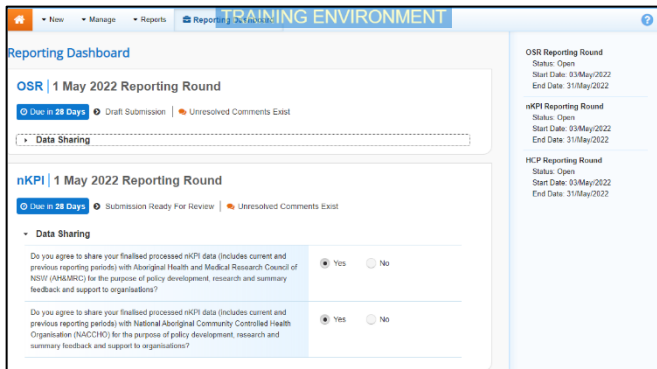 New Manage Reports Reporting Dashboard
TRAINING ENVIRONMENT
?
Reporting Dashboard
OSR | 1 May 2022 Reporting Round
Due in 28 Days Draft Submission | Unresolved Comments Exist
Data Sharing
nKPI | 1 May 2022 Reporting Round
Due in 28 Days Submission Ready For Review | Unresolved Comments Exist
Data Sharing
Do you agree to share your finalised processed nKPI data (includes current and
previous reporting periods) with Aboriginal Health and Medical Research Council of
NSW (AH&MRC) for the purpose of policy development, research and summary
feedback and support to organisations?
Yes No
Do you agree to share your finalised processed nKPI data (includes current and
previous reporting periods) with National Aboriginal Community Controlled Health
Organisation (NACCHO) for the purpose of policy development, research and
summary feedback and support to organisations?
Yes No
OSR Reporting Round
Status: Open
Start Date: 03/May/2022
End Date: 31/May/2022
nKPI Reporting Round
Status: Open
Start Date: 03/May/2022
End Date: 31/May/2022
HCP Reporting Round
Status: Open
Start Date: 03/May/2022
End Date: 31/May/2022